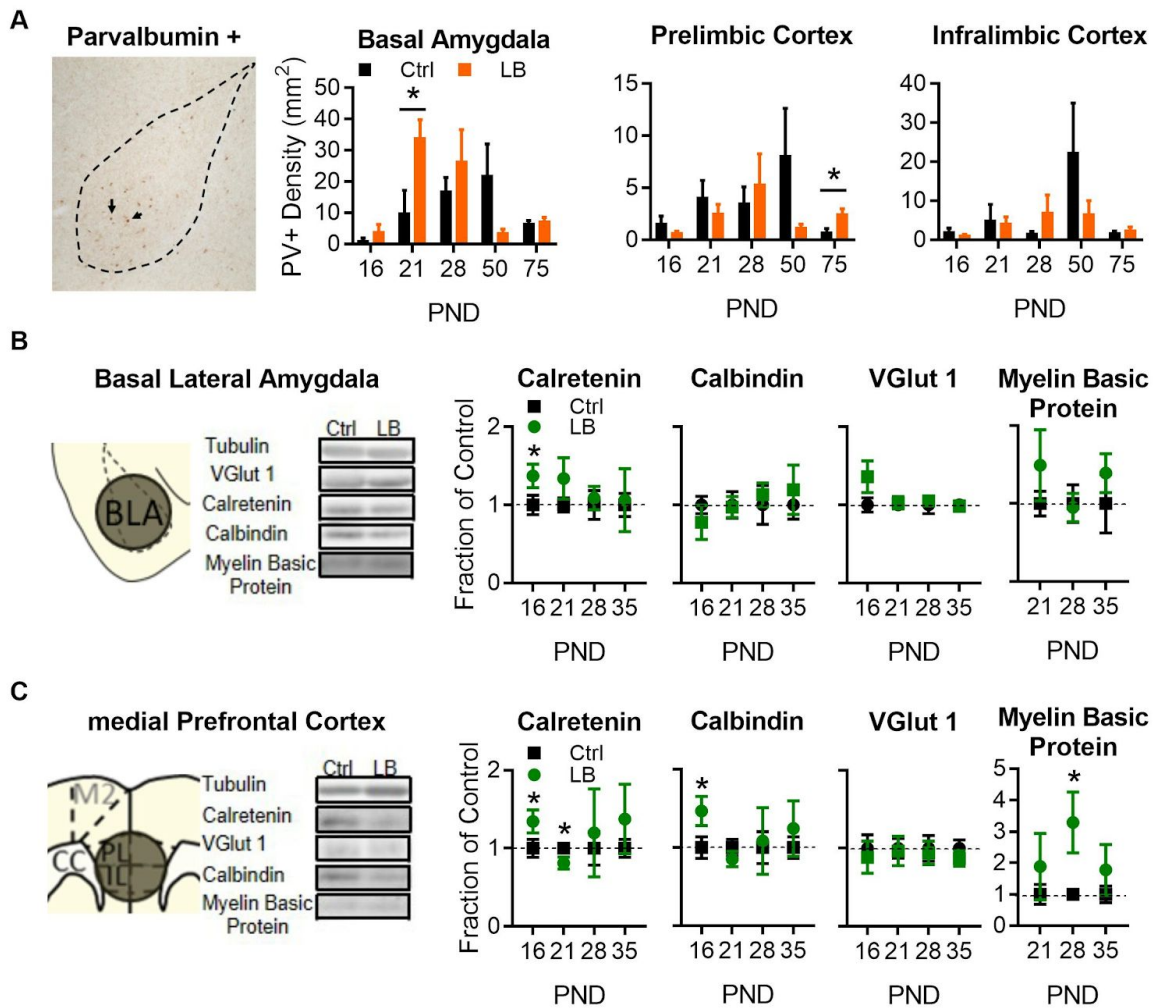 A
Parvalbumin +
Basal Amygdala
Ctrl LB
PV+ Density (mm2)
50
40
30
20
10
0
*
16 21 28 50 75
PND
Prelimbic Cortex
15
10
5
0
*
16 21 28 50 75
PND
Infralimbic Cortex
40
30
20
10
0
16 21 28 50 75
PND
B
Basal Lateral Amygdala
BLA
Ctrl LB
Tubulin
VGlut 1
Calretenin
Calbindin
Myelin Basic
Protein
Calretenin
Ctrl
LB
*
Fraction of Control
2
1
0
16 21 28 35
PND
Calbindin
16 21 28 35
PND
VGlut 1
16 21 28 35
PND
Myelin Basic
Protein
2
1
0
21 28 35
PND
C
medial Prefrontal Cortex
M2
CC
PL
IL
Ctrl LB
Tubulin
Calretenin
VGlut 1
Calbindin
Myelin Basic
Protein
Calretenin
Ctrl
LB
* *
Fraction of Control
2
1
0
16 21 28 35
PND
Calbindin
*
16 21 28 35
PND
VGlut 1
16 21 28 35
PND
Myelin Basic
Protein
5
4
3
2
1
0
*
21 28 35
PND